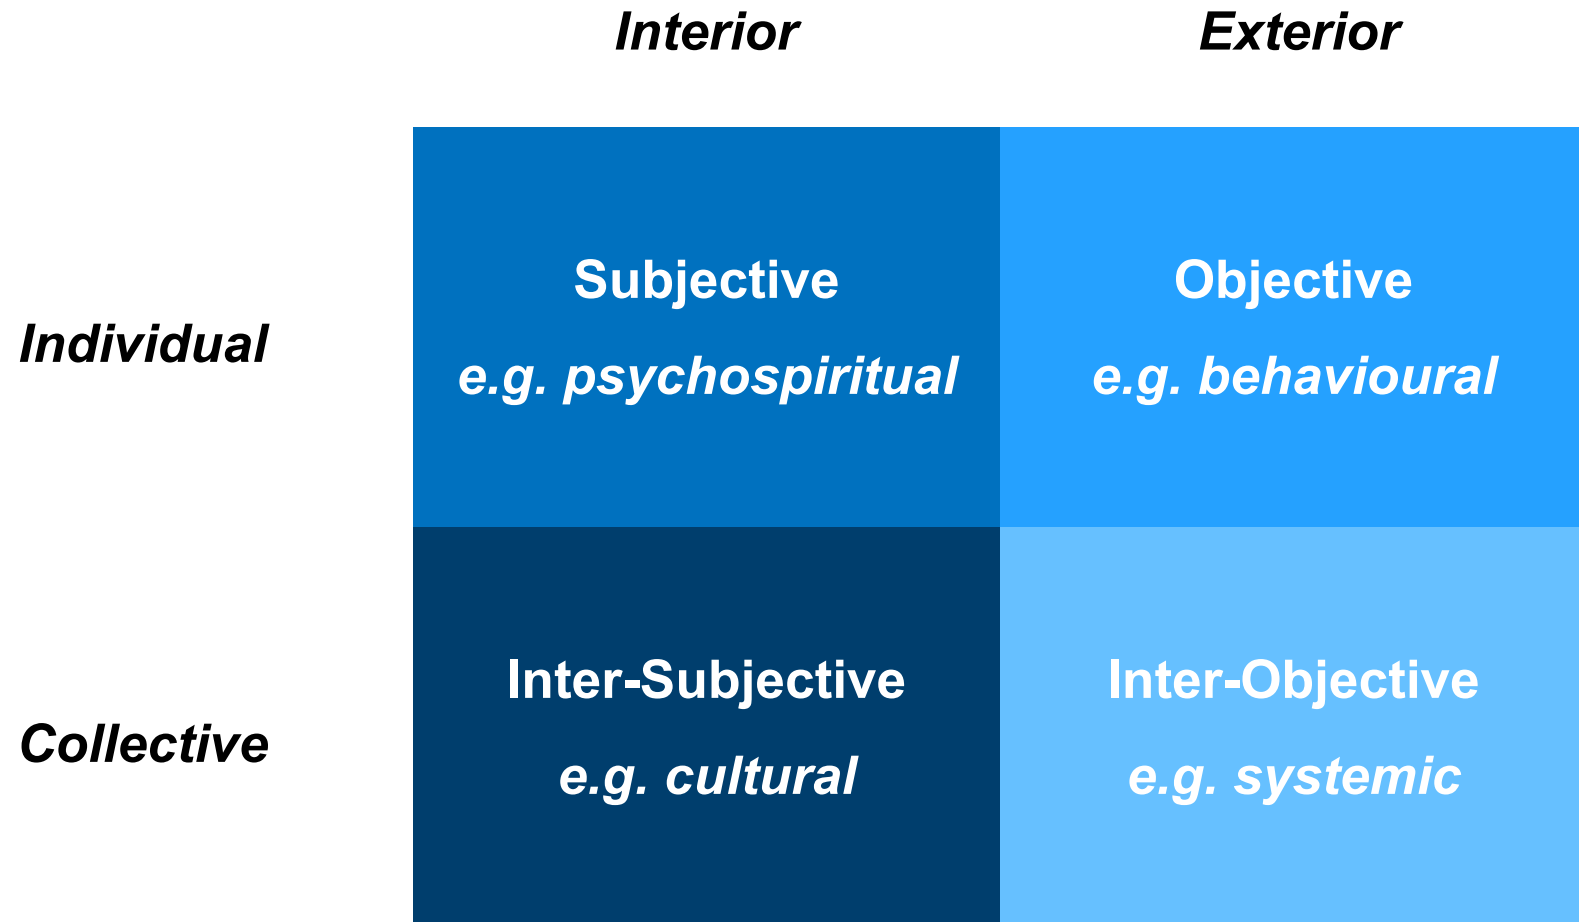 Interior
Exterior
Subjective
e.g. psychospiritual
Objective
e.g. behavioural
Individual
Inter-Subjective
e.g. cultural
Inter-Objective
e.g. systemic
Collective